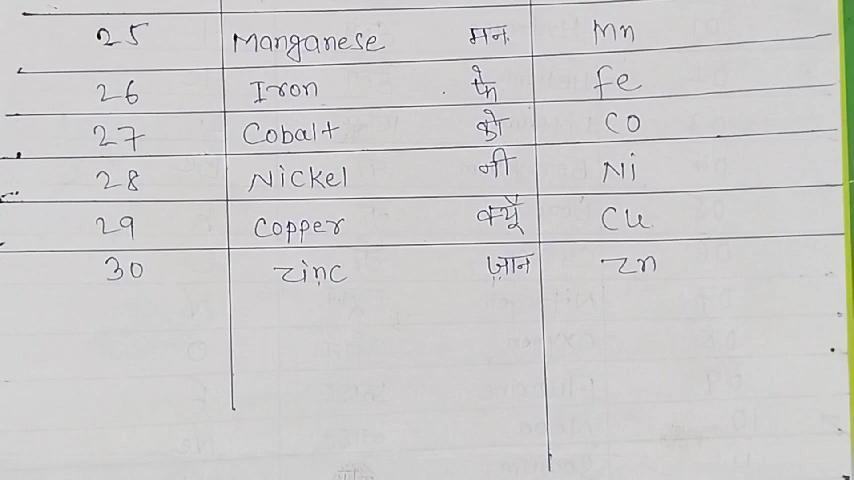 25 Manganese मन Mn
26 Iron फे fe
27 Cobalt को CO
28 Nickel नी Ni
29 Copper क्यूँ Cu
30 Zinc ज़ान Zn